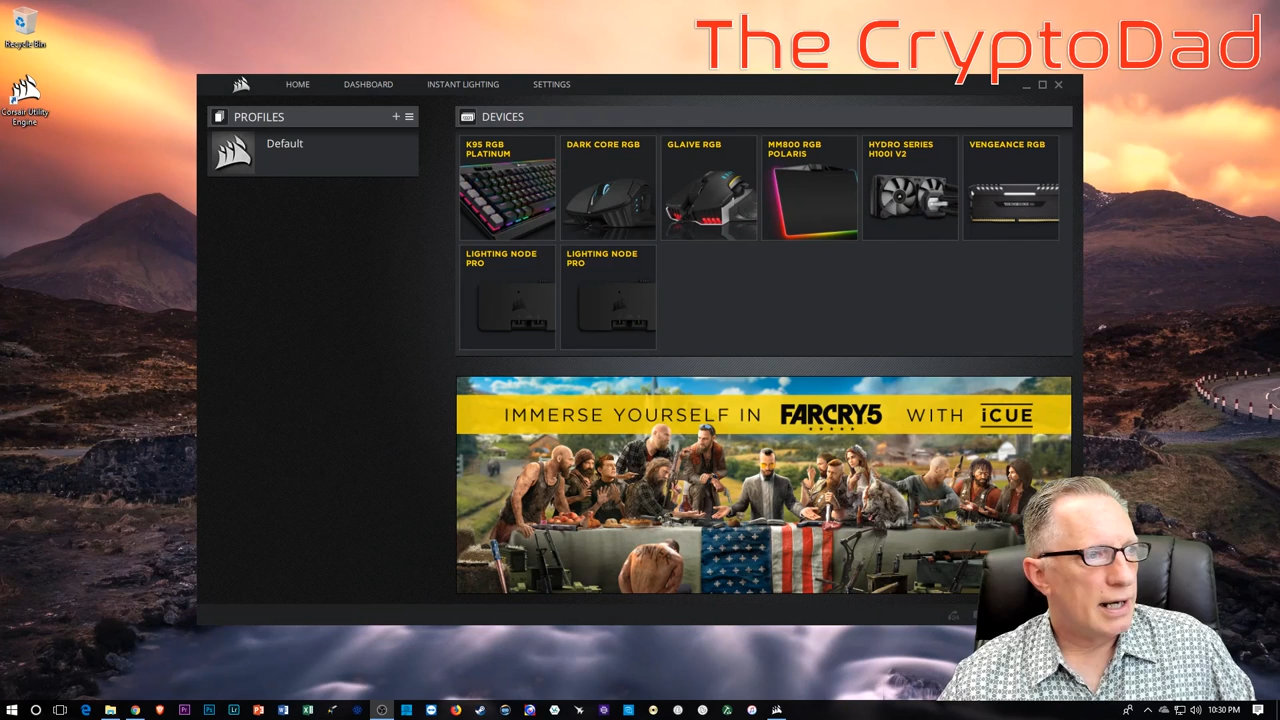 The CryptoDad
Recycle Bin
Corsair Utility
Engine
HOME
DASHBOARD
INSTANT LIGHTING
SETTINGS
PROFILES
Default
DEVICES
K95 RGB
PLATINUM
DARK CORE RGB
GLAIVE RGB
MM800 RGB
POLARIS
HYDRO SERIES
H100I V2
VENGEANCE RGB
LIGHTING NODE
PRO
LIGHTING NODE
PRO
IMMERSE YOURSELF IN FARCRY5 WITH iCUE
10:30 PM